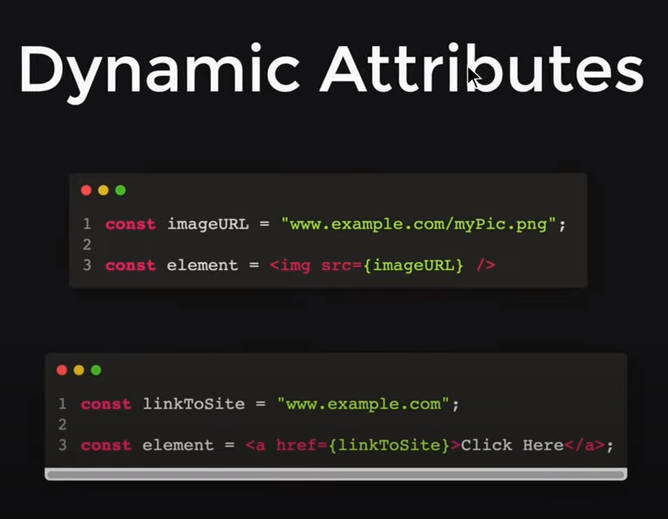 Dynamic Attributes
1 const imageURL = "www.example.com/myPic.png";
2
3 const element = <img src={imageURL} />
1 const linkToSite = "www.example.com";
2
3 const element = <a href={linkToSite}>Click Here</a>;